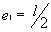 e₁ = l/2